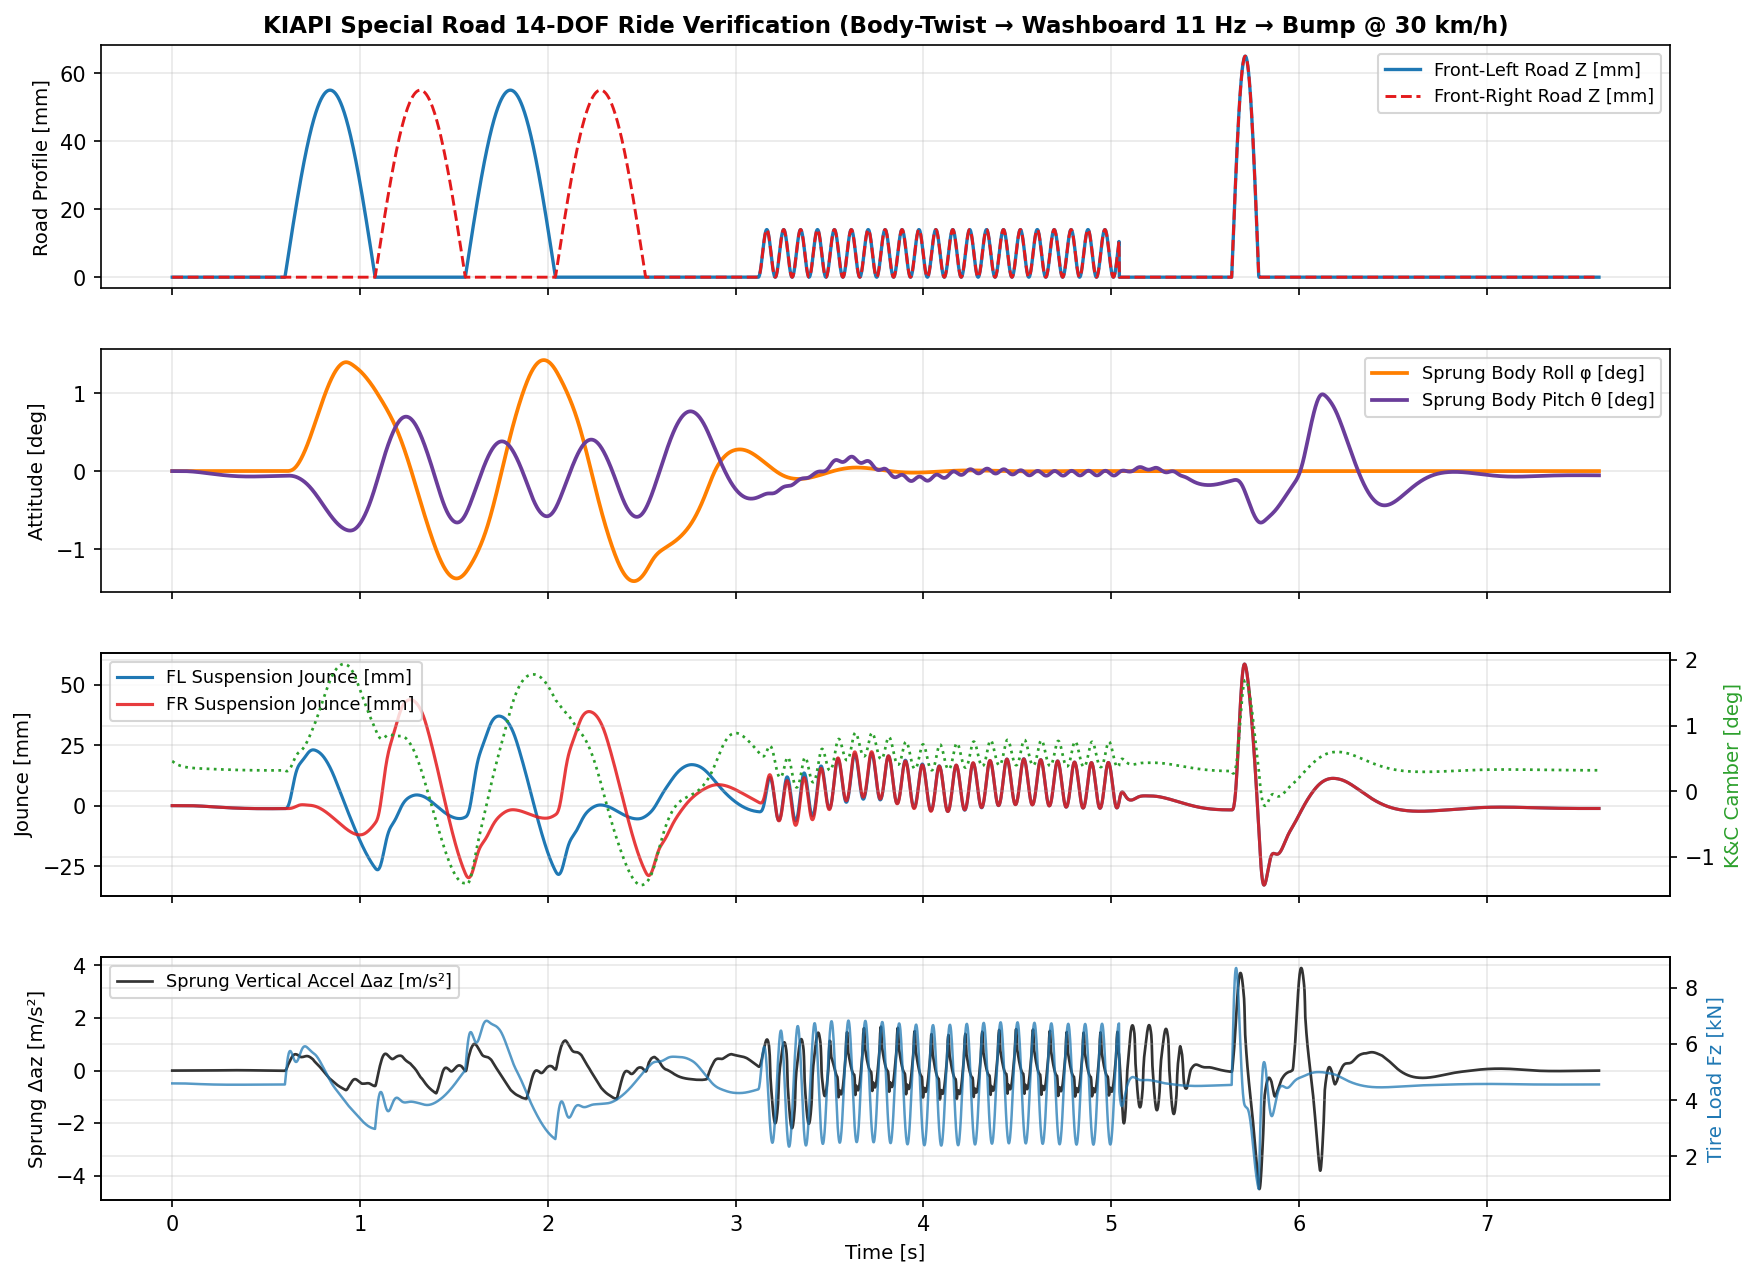 KIAPI Special Road 14-DOF Ride Verification (Body-Twist → Washboard 11 Hz → Bump @ 30 km/h)
Road Profile [mm]
60
40
20
0
Front-Left Road Z [mm]
Front-Right Road Z [mm]
Attitude [deg]
1
0
−1
Sprung Body Roll φ [deg]
Sprung Body Pitch θ [deg]
Jounce [mm]
50
25
0
−25
FL Suspension Jounce [mm]
FR Suspension Jounce [mm]
2
1
0
−1
K&C Camber [deg]
Sprung Δaz [m/s²]
4
2
0
−2
−4
Sprung Vertical Accel Δaz [m/s²]
8
6
4
2
Tire Load Fz [kN]
0 1 2 3 4 5 6 7
Time [s]